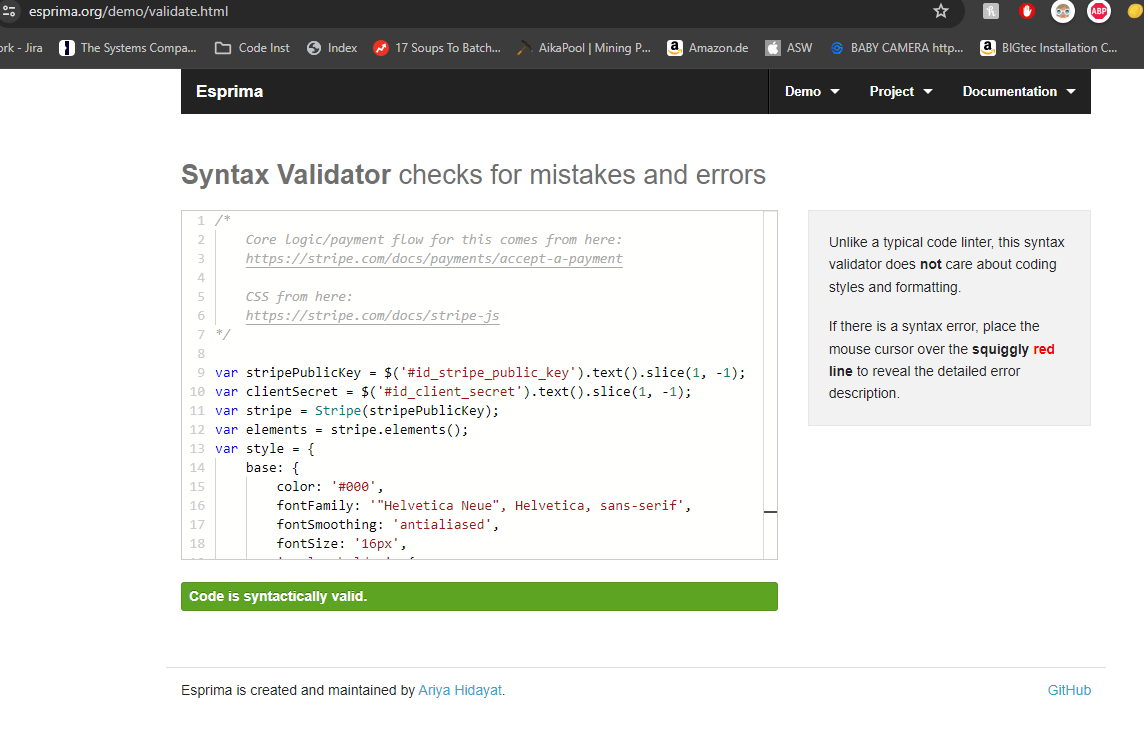 esprima.org/demo/validate.html
ork - Jira The Systems Compa... Code Inst Index 17 Soups To Batch... AikaPool | Mining P... Amazon.de ASW BABY CAMERA http... BIGtec Installation C...
Esprima Demo Project Documentation
Syntax Validator checks for mistakes and errors
1 /*
2 Core logic/payment flow for this comes from here:
3 https://stripe.com/docs/payments/accept-a-payment
4
5 CSS from here:
6 https://stripe.com/docs/stripe-js
7 */
8
9 var stripePublicKey = $('#id_stripe_public_key').text().slice(1, -1);
10 var clientSecret = $('#id_client_secret').text().slice(1, -1);
11 var stripe = Stripe(stripePublicKey);
12 var elements = stripe.elements();
13 var style = {
14 base: {
15 color: '#000',
16 fontFamily: '"Helvetica Neue", Helvetica, sans-serif',
17 fontSmoothing: 'antialiased',
18 fontSize: '16px',
Unlike a typical code linter, this syntax
validator does not care about coding
styles and formatting.
If there is a syntax error, place the
mouse cursor over the squiggly red
line to reveal the detailed error
description.
Code is syntactically valid.
Esprima is created and maintained by Ariya Hidayat.
GitHub
ABP